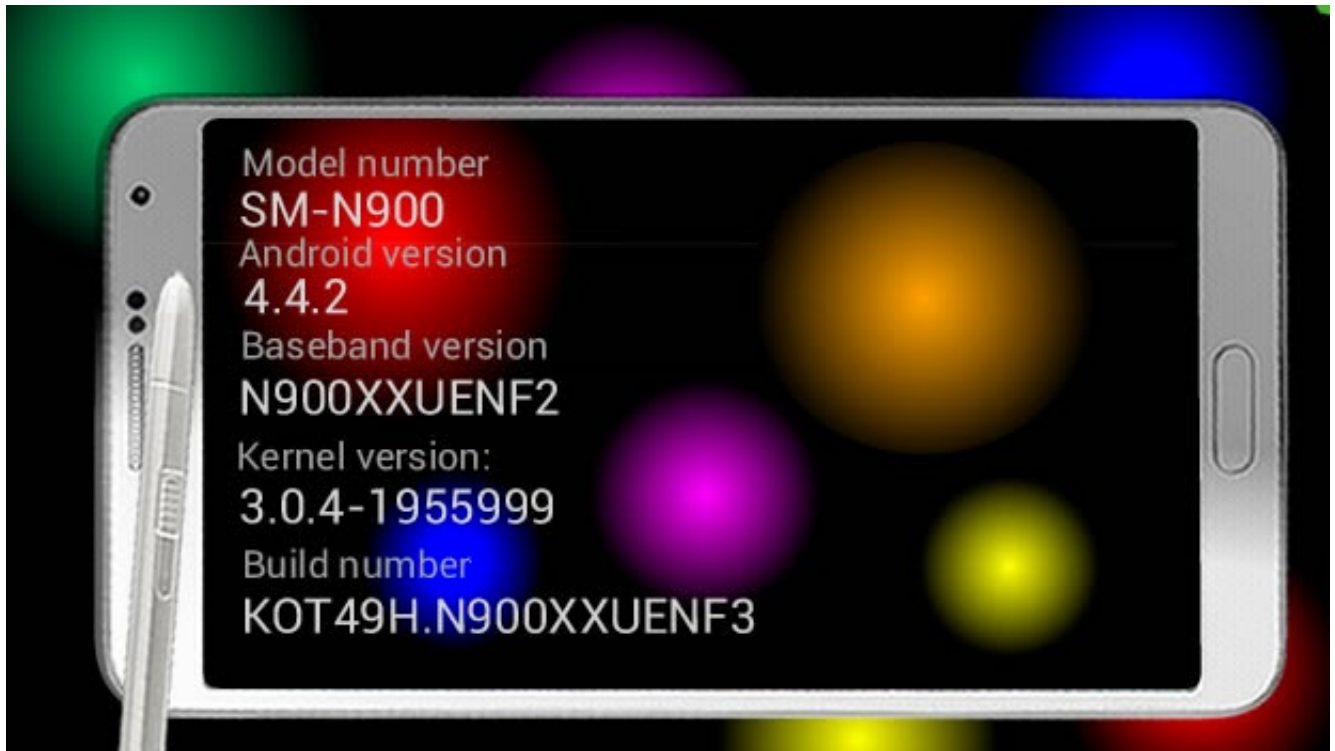 Model number
SM-N900
Android version
4.4.2
Baseband version
N900XXUENF2
Kernel version:
3.0.4-1955999
Build number
KOT49H.N900XXUENF3